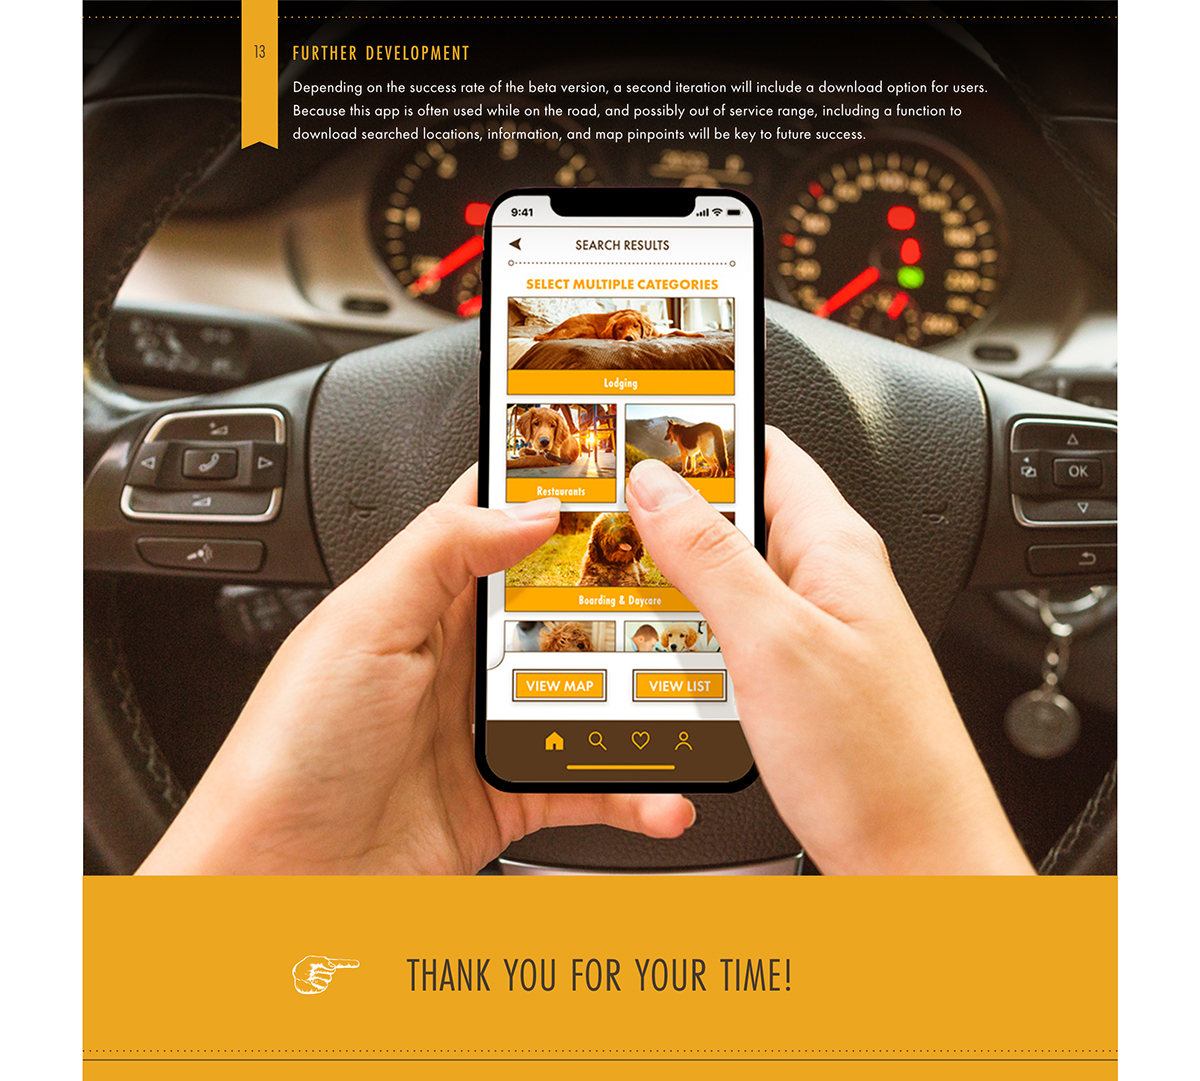 13
FURTHER DEVELOPMENT
Depending on the success rate of the beta version, a second iteration will include a download option for users.
Because this app is often used while on the road, and possibly out of service range, including a function to
download searched locations, information, and map pinpoints will be key to future success.
9:41
SEARCH RESULTS
SELECT MULTIPLE CATEGORIES
Lodging
Restaurants
Boarding & Daycare
VIEW MAP
VIEW LIST
OK
THANK YOU FOR YOUR TIME!